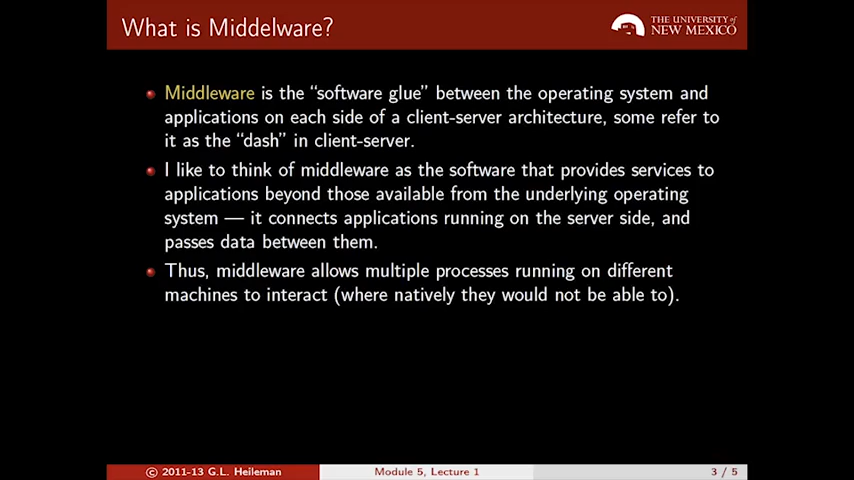 What is Middelware?
THE UNIVERSITY of
NEW MEXICO
Middleware is the “software glue” between the operating system and
applications on each side of a client-server architecture, some refer to
it as the “dash” in client-server.
I like to think of middleware as the software that provides services to
applications beyond those available from the underlying operating
system — it connects applications running on the server side, and
passes data between them.
Thus, middleware allows multiple processes running on different
machines to interact (where natively they would not be able to).
© 2011-13 G.L. Heileman
Module 5, Lecture 1
3 / 5